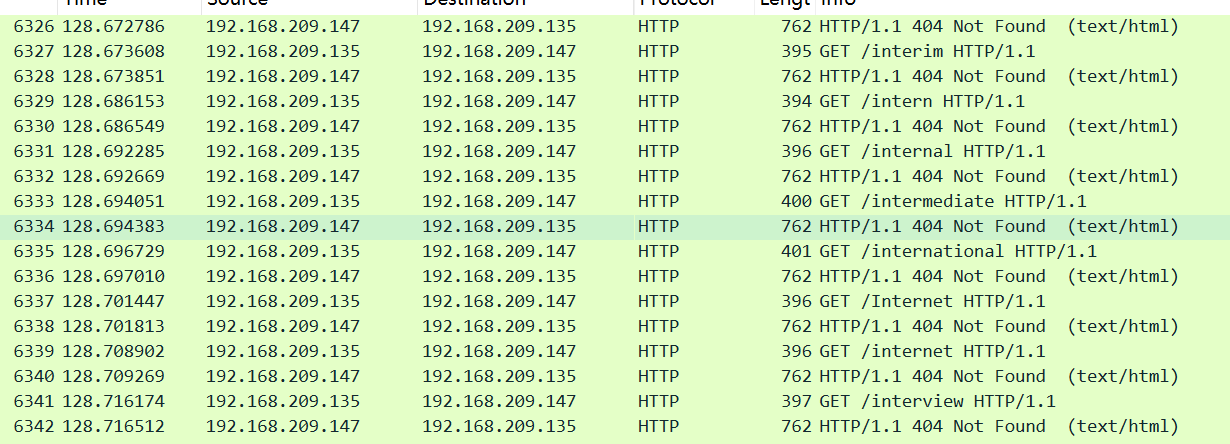 Time Source Destination Protocol Lengt Info
6326 128.672786 192.168.209.147 192.168.209.135 HTTP 762 HTTP/1.1 404 Not Found (text/html)
6327 128.673608 192.168.209.135 192.168.209.147 HTTP 395 GET /interim HTTP/1.1
6328 128.673851 192.168.209.147 192.168.209.135 HTTP 762 HTTP/1.1 404 Not Found (text/html)
6329 128.686153 192.168.209.135 192.168.209.147 HTTP 394 GET /intern HTTP/1.1
6330 128.686549 192.168.209.147 192.168.209.135 HTTP 762 HTTP/1.1 404 Not Found (text/html)
6331 128.692285 192.168.209.135 192.168.209.147 HTTP 396 GET /internal HTTP/1.1
6332 128.692669 192.168.209.147 192.168.209.135 HTTP 762 HTTP/1.1 404 Not Found (text/html)
6333 128.694051 192.168.209.135 192.168.209.147 HTTP 400 GET /intermediate HTTP/1.1
6334 128.694383 192.168.209.147 192.168.209.135 HTTP 762 HTTP/1.1 404 Not Found (text/html)
6335 128.696729 192.168.209.135 192.168.209.147 HTTP 401 GET /international HTTP/1.1
6336 128.697010 192.168.209.147 192.168.209.135 HTTP 762 HTTP/1.1 404 Not Found (text/html)
6337 128.701447 192.168.209.135 192.168.209.147 HTTP 396 GET /Internet HTTP/1.1
6338 128.701813 192.168.209.147 192.168.209.135 HTTP 762 HTTP/1.1 404 Not Found (text/html)
6339 128.708902 192.168.209.135 192.168.209.147 HTTP 396 GET /internet HTTP/1.1
6340 128.709269 192.168.209.147 192.168.209.135 HTTP 762 HTTP/1.1 404 Not Found (text/html)
6341 128.716174 192.168.209.135 192.168.209.147 HTTP 397 GET /interview HTTP/1.1
6342 128.716512 192.168.209.147 192.168.209.135 HTTP 762 HTTP/1.1 404 Not Found (text/html)